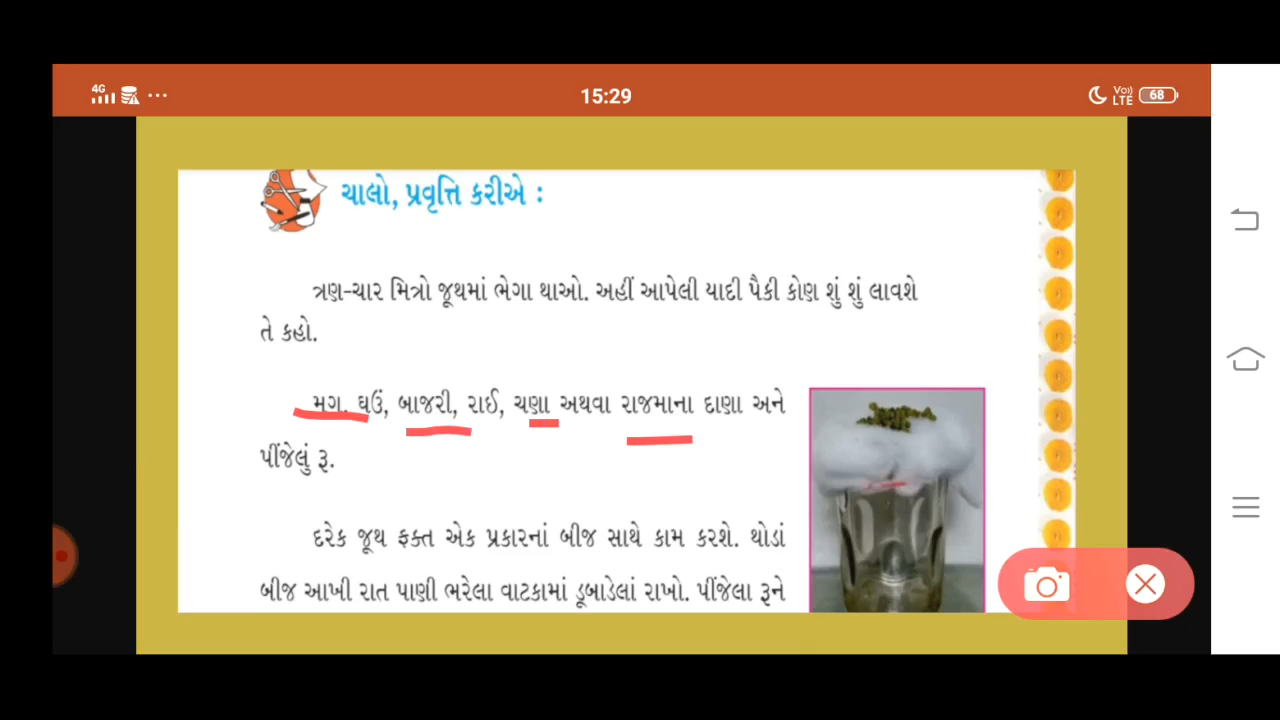 4G
15:29
Vo)) LTE
68
ચાલો, પ્રવૃત્તિ કરીએ :
ત્રણ-ચાર મિત્રો જૂથમાં ભેગા થાઓ. અહીં આપેલી યાદી પૈકી કોણ શું શું લાવશે
તે કહો.
મગ. ઘઉં, બાજરી, રાઈ, ચણા અથવા રાજમાના દાણા અને
પીંજેલું રૂ.
દરેક જૂથ ફક્ત એક પ્રકારનાં બીજ સાથે કામ કરશે. થોડાં
બીજ આખી રાત પાણી ભરેલા વાટકામાં ડૂબાડેલાં રાખો. પીંજેલા રૂને